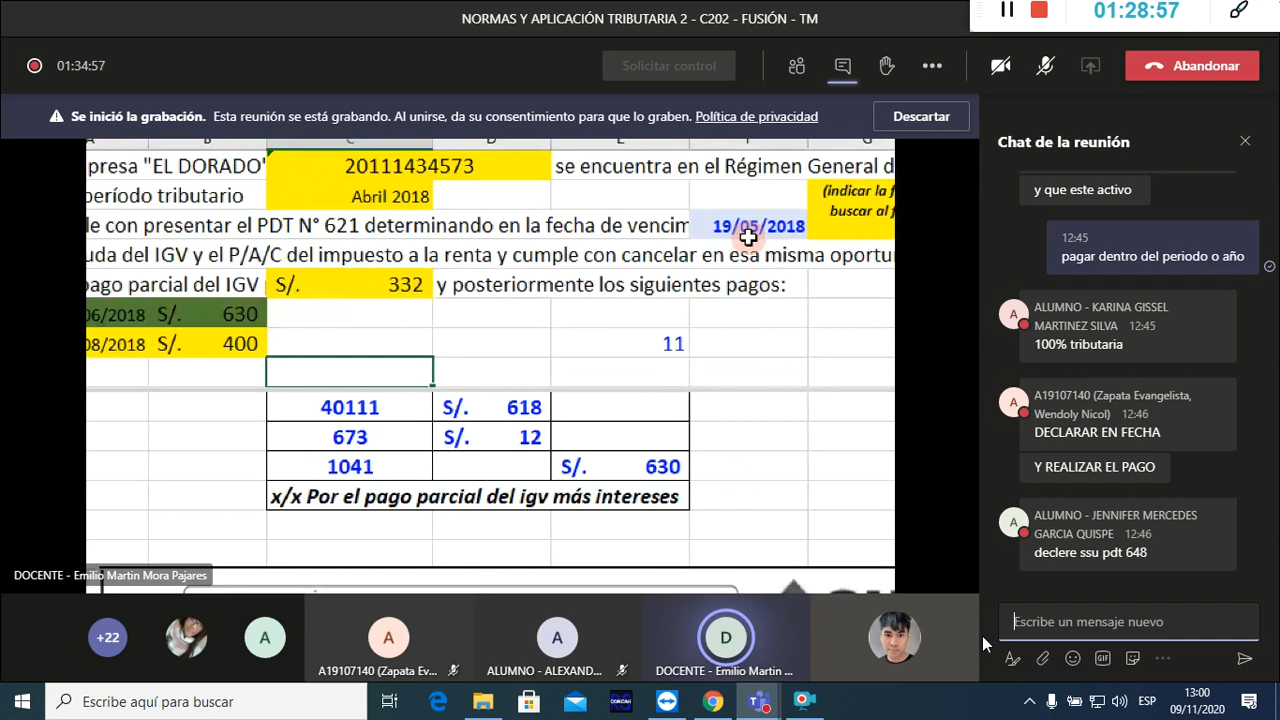 NORMAS Y APLICACIÓN TRIBUTARIA 2 - C202 - FUSIÓN - TM
01:28:57
01:34:57
Solicitar control
Abandonar
Se inició la grabación. Esta reunión se está grabando. Al unirse, da su consentimiento para que lo graben. Política de privacidad
Descartar
A B C D E F G
presa "EL DORADO" 20111434573 se encuentra en el Régimen General d
período tributario Abril 2018 (indicar la f
buscar al f
le con presentar el PDT N° 621 determinando en la fecha de vencim 19/05/2018
uda del IGV y el P/A/C del impuesto a la renta y cumple con cancelar en esa misma oportu
pago parcial del IGV S/. 332 y posteriormente los siguientes pagos:
06/2018 S/. 630
08/2018 S/. 400 11
40111 S/. 618
673 S/. 12
1041 S/. 630
x/x Por el pago parcial del igv más intereses
DOCENTE - Emilio Martin Mora Pajares
+22
A
A
A19107140 (Zapata Ev...
A
ALUMNO - ALEXAND...
D
DOCENTE - Emilio Martin ...
Chat de la reunión
y que este activo
12:45
pagar dentro del periodo o año
A
ALUMNO - KARINA GISSEL
MARTINEZ SILVA 12:45
100% tributaria
A
A19107140 (Zapata Evangelista,
Wendoly Nicol) 12:46
DECLARAR EN FECHA
Y REALIZAR EL PAGO
A
ALUMNO - JENNIFER MERCEDES
GARCIA QUISPE 12:46
declere ssu pdt 648
Escribe un mensaje nuevo
GIF
Escribe aquí para buscar
ESP
13:00
09/11/2020